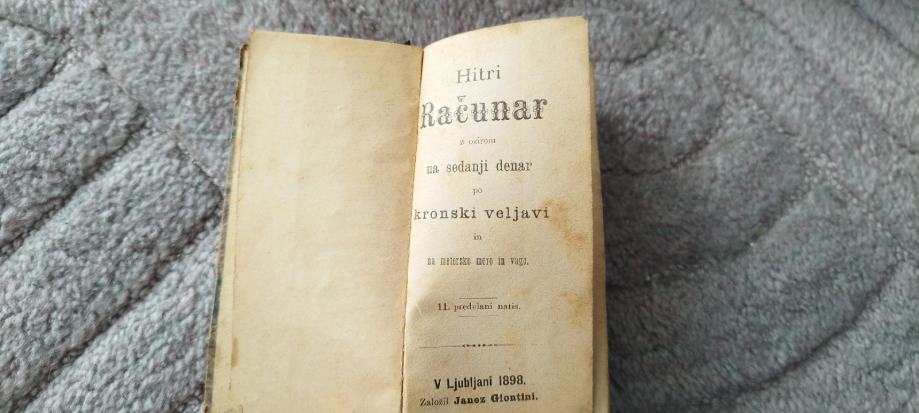 Hitri
Računar
z ozirom
na sedanji denar
po
kronski veljavi
in
na metersko mero in vago.
11. predelani natis.
V Ljubljani 1898.
Založil Janez Giontini.